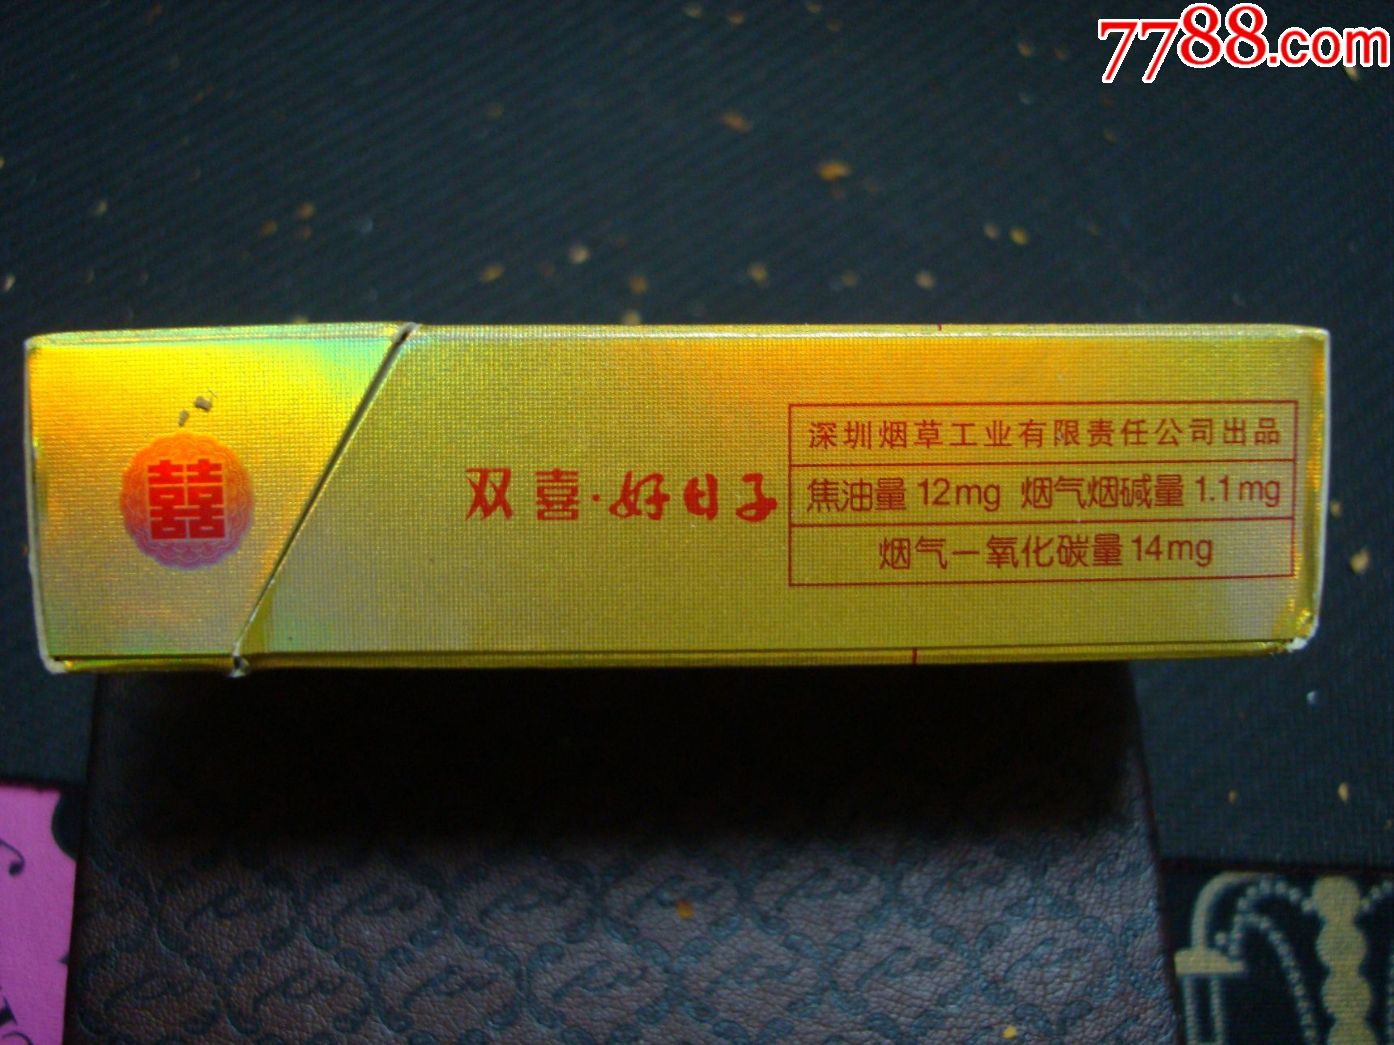 7788.com
囍
双喜·好日子
深圳烟草工业有限责任公司出品
焦油量 12mg 烟气烟碱量 1.1mg
烟气一氧化碳量 14mg